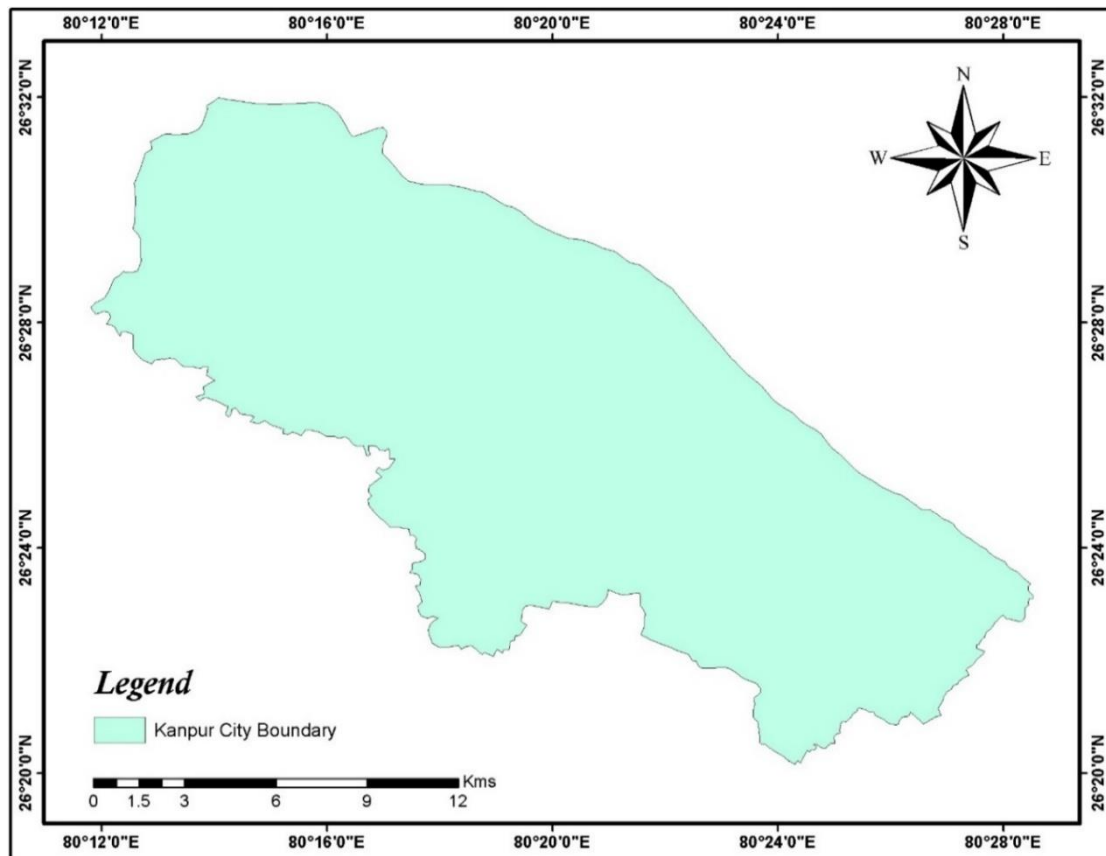 80°12'0"E 80°16'0"E 80°20'0"E 80°24'0"E 80°28'0"E
N
W E
S
26°32'0"N 26°32'0"N
26°28'0"N 26°28'0"N
26°24'0"N 26°24'0"N
26°20'0"N 26°20'0"N
Legend
Kanpur City Boundary
Kms
0 1.5 3 6 9 12
80°12'0"E 80°16'0"E 80°20'0"E 80°24'0"E 80°28'0"E